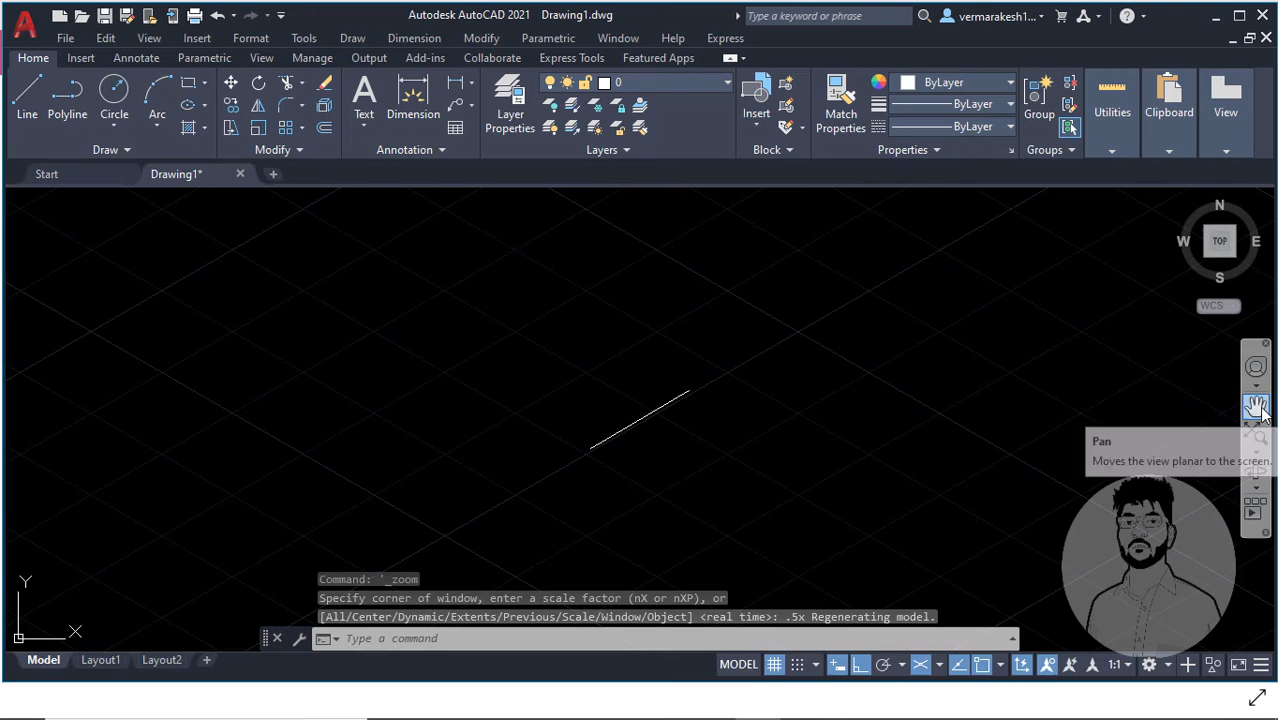 Autodesk AutoCAD 2021 Drawing1.dwg
Type a keyword or phrase
vermarakesh1...
File Edit View Insert Format Tools Draw Dimension Modify Parametric Window Help Express
Home Insert Annotate Parametric View Manage Output Add-ins Collaborate Express Tools Featured Apps
Line Polyline Circle Arc
Text Dimension
Layer Properties
0
Insert
Match Properties
ByLayer
ByLayer
ByLayer
Group
Utilities Clipboard View
Draw Modify Annotation Layers Block Properties Groups
Start Drawing1*
N
W TOP E
S
WCS
Pan
Moves the view planar to the screen.
Command: '_zoom
Specify corner of window, enter a scale factor (nX or nXP), or
[All/Center/Dynamic/Extents/Previous/Scale/Window/Object] <real time>: .5x Regenerating model.
Type a command
Y
X
Model Layout1 Layout2
MODEL 1:1